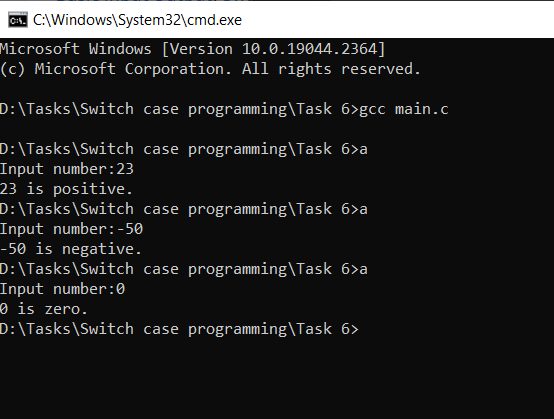 C:\Windows\System32\cmd.exe
Microsoft Windows [Version 10.0.19044.2364]
(c) Microsoft Corporation. All rights reserved.
D:\Tasks\Switch case programming\Task 6>gcc main.c
D:\Tasks\Switch case programming\Task 6>a
Input number:23
23 is positive.
D:\Tasks\Switch case programming\Task 6>a
Input number:-50
-50 is negative.
D:\Tasks\Switch case programming\Task 6>a
Input number:0
0 is zero.
D:\Tasks\Switch case programming\Task 6>